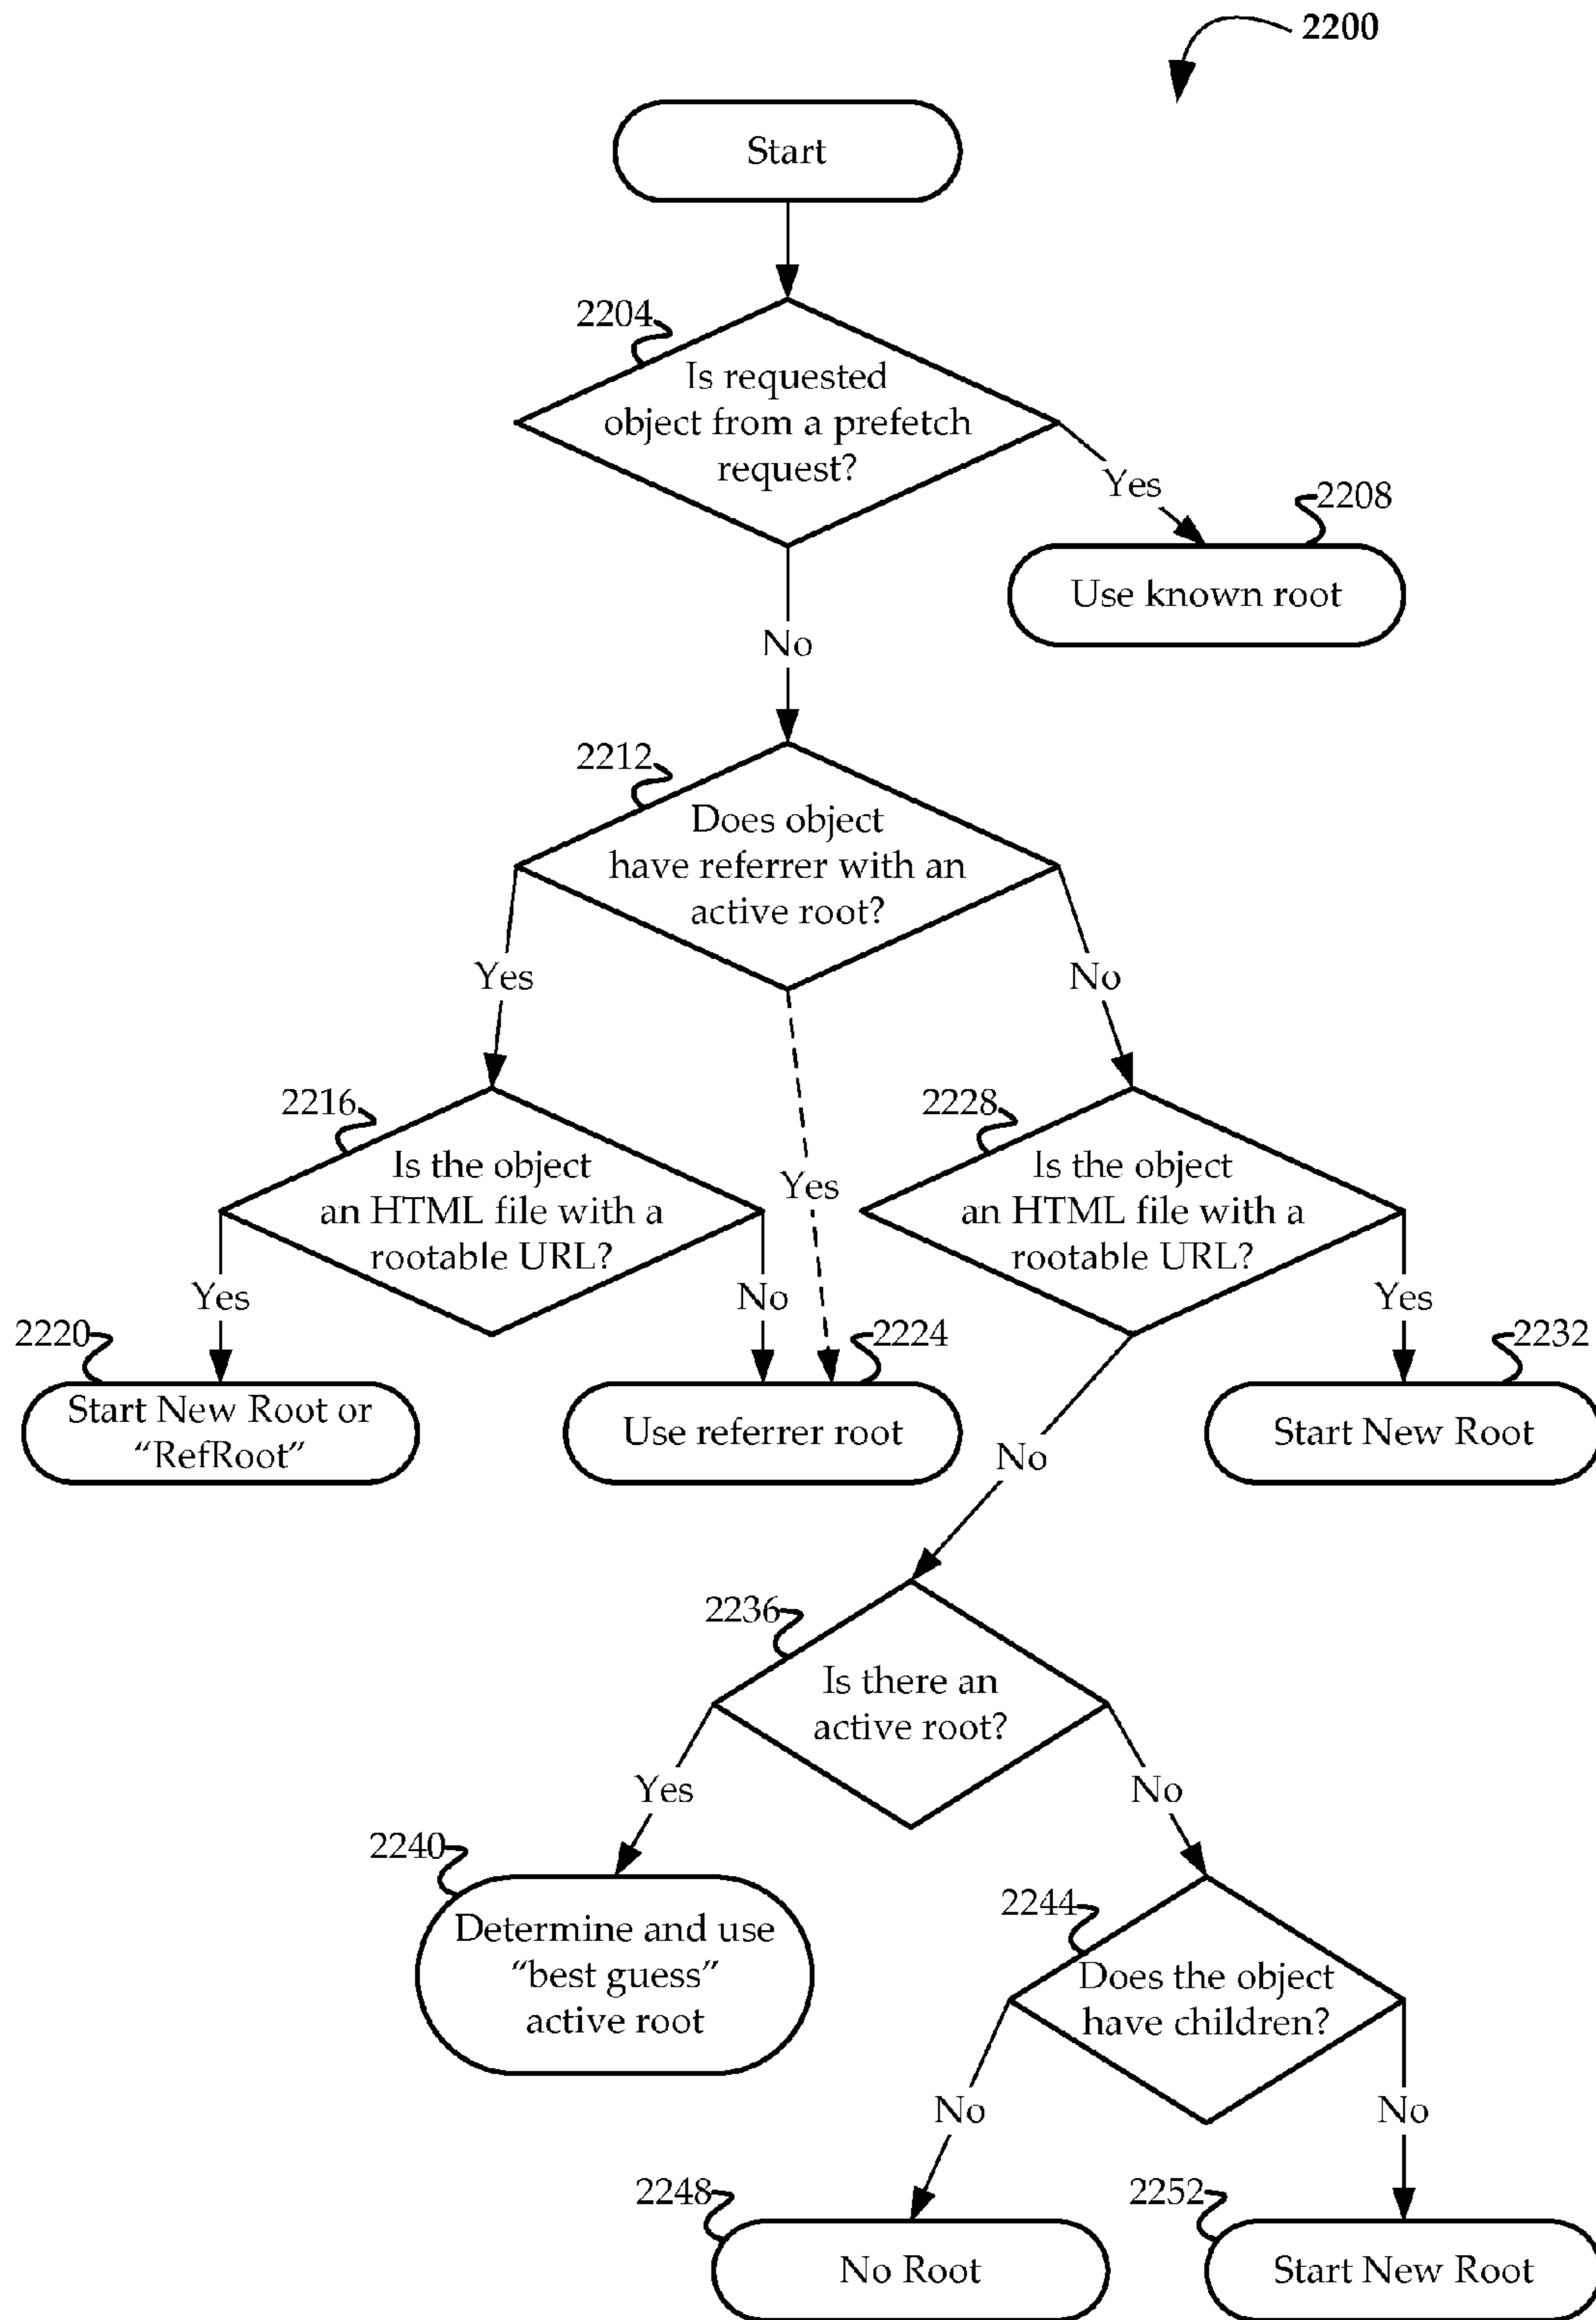 2200
Start
2204
Is requested
object from a prefetch
request?
Yes
2208
Use known root
No
2212
Does object
have referrer with an
active root?
Yes
No
2216
Is the object
an HTML file with a
rootable URL?
Yes
2228
Is the object
an HTML file with a
rootable URL?
Yes
No
Yes
2220
Start New Root or
“RefRoot”
2224
Use referrer root
2232
Start New Root
No
2236
Is there an
active root?
Yes
No
2240
Determine and use
“best guess”
active root
2244
Does the object
have children?
No
No
2248
No Root
2252
Start New Root